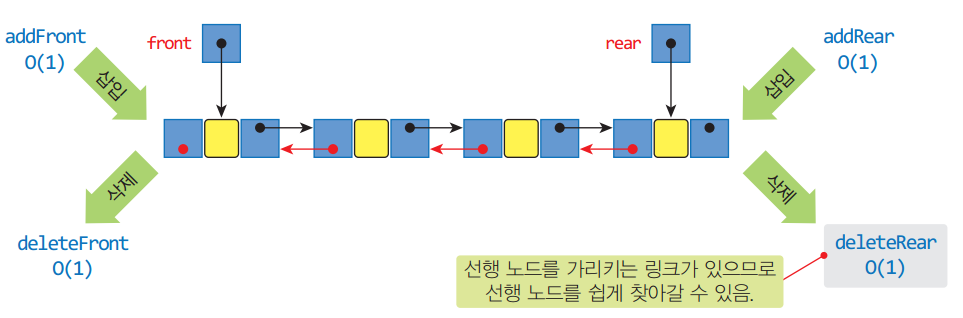 addFront
O(1)
front
rear
addRear
O(1)
삽입
삽입
삭제
삭제
deleteFront
O(1)
deleteRear
O(1)
선행 노드를 가리키는 링크가 있으므로
선행 노드를 쉽게 찾아갈 수 있음.